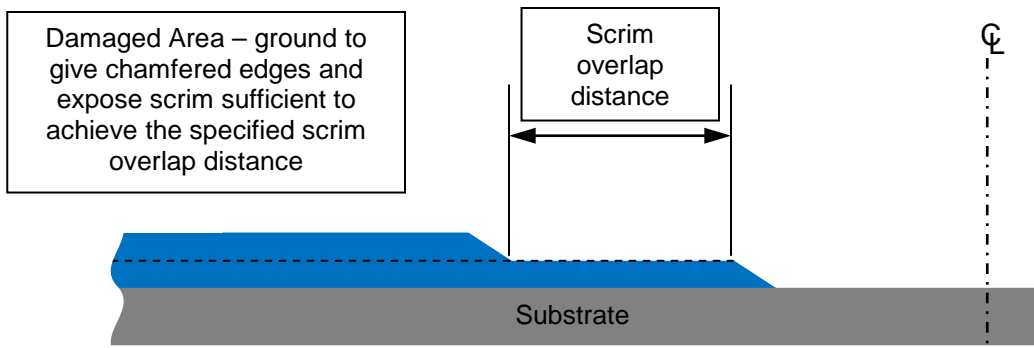 Damaged Area – ground to
give chamfered edges and
expose scrim sufficient to
achieve the specified scrim
overlap distance
Scrim
overlap
distance
℄
Substrate